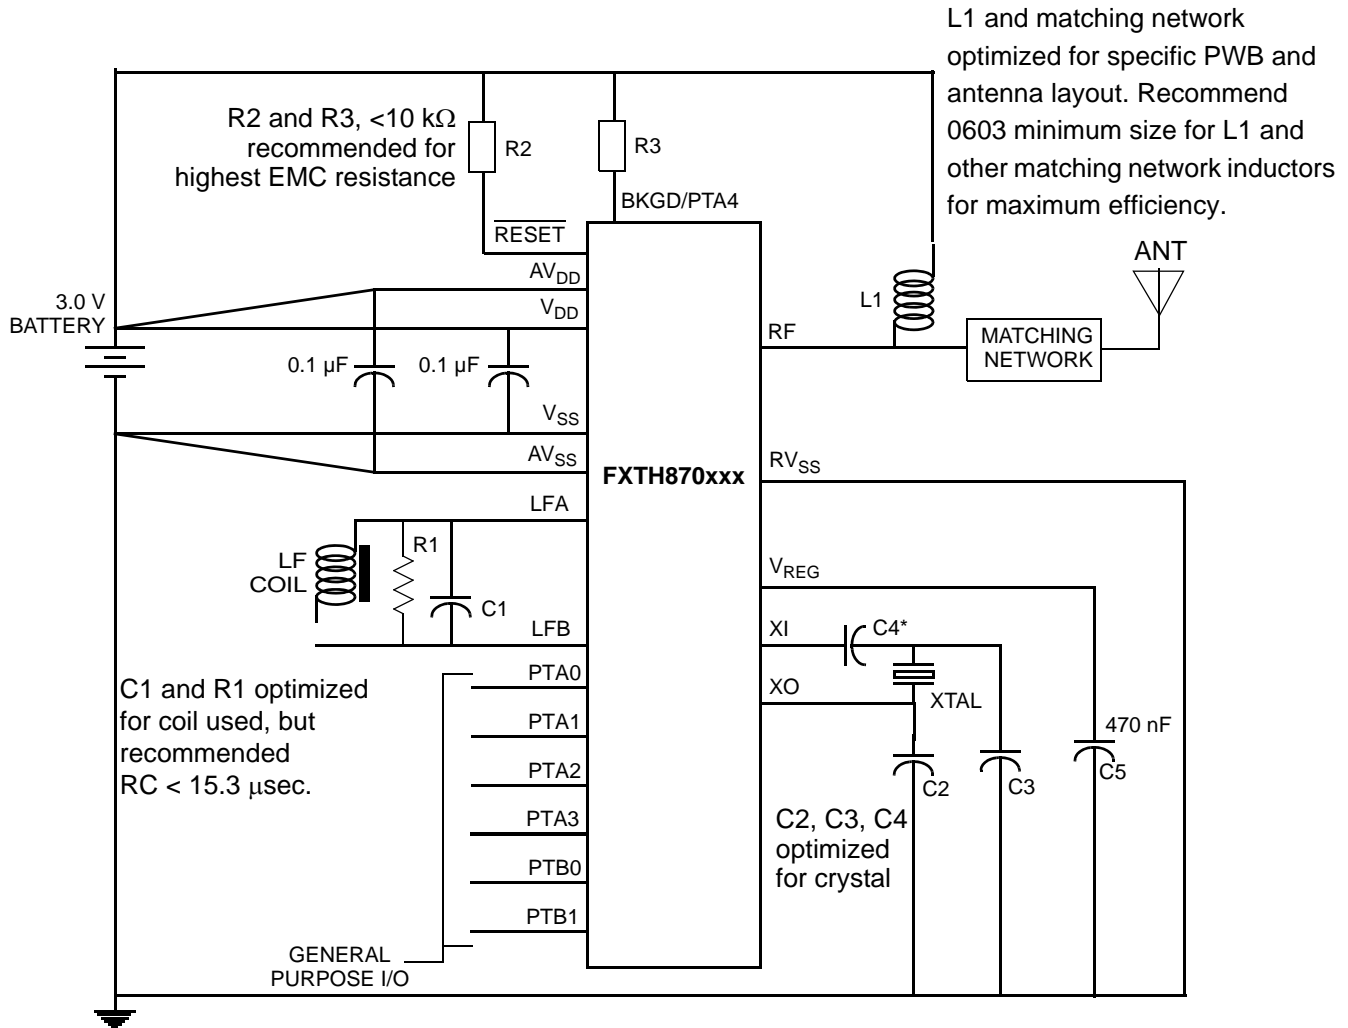 L1 and matching network
optimized for specific PWB and
antenna layout. Recommend
0603 minimum size for L1 and
other matching network inductors
for maximum efficiency.
R2 and R3, <10 kΩ
recommended for
highest EMC resistance
R2
R3
BKGD/PTA4
RESET
AVDD
VDD
3.0 V
BATTERY
0.1 µF
0.1 µF
VSS
AVSS
FXTH870xxx
L1
ANT
RF
MATCHING
NETWORK
RVSS
LFA
LF
COIL
R1
C1
LFB
VREG
XI
C4*
XO
XTAL
470 nF
C5
C2
C3
C1 and R1 optimized
for coil used, but
recommended
RC < 15.3 µsec.
PTA0
PTA1
PTA2
PTA3
PTB0
PTB1
GENERAL
PURPOSE I/O
C2, C3, C4
optimized
for crystal